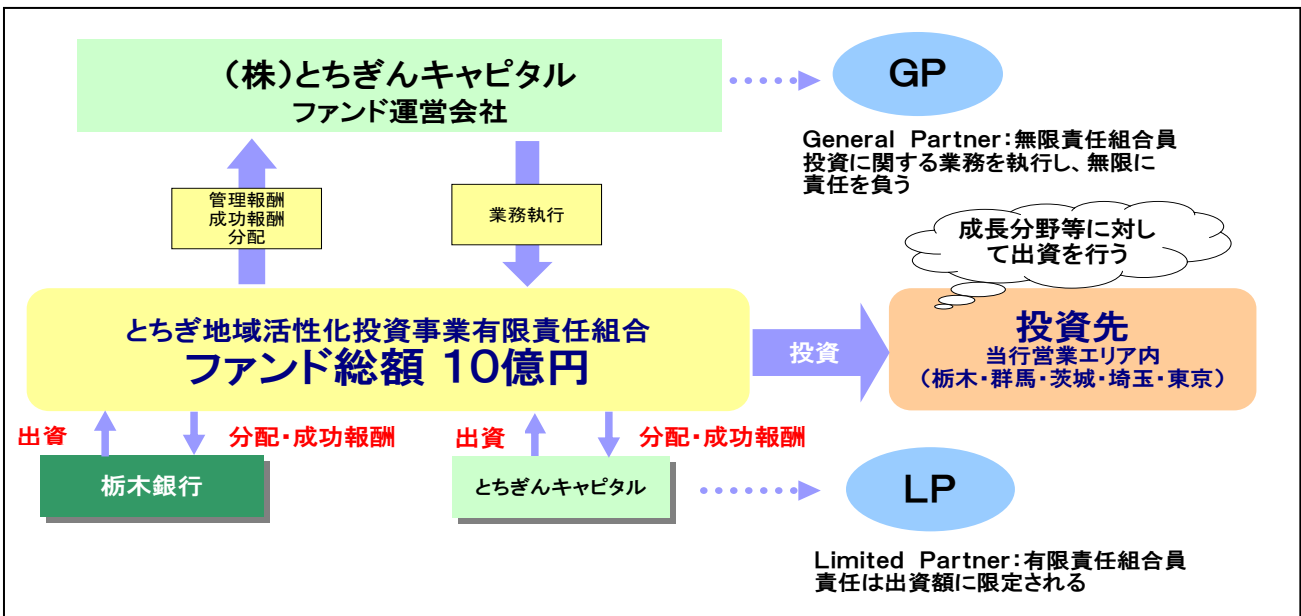 （株）とちぎんキャピタル
ファンド運営会社
GP
General Partner：無限責任組合員
投資に関する業務を執行し、無限に
責任を負う
管理報酬
成功報酬
分配
業務執行
成長分野等に対し
て出資を行う
とちぎ地域活性化投資事業有限責任組合
ファンド総額 10億円
投資
投資先
当行営業エリア内
（栃木・群馬・茨城・埼玉・東京）
出資
分配・成功報酬
出資
分配・成功報酬
栃木銀行
とちぎんキャピタル
LP
Limited Partner：有限責任組合員
責任は出資額に限定される